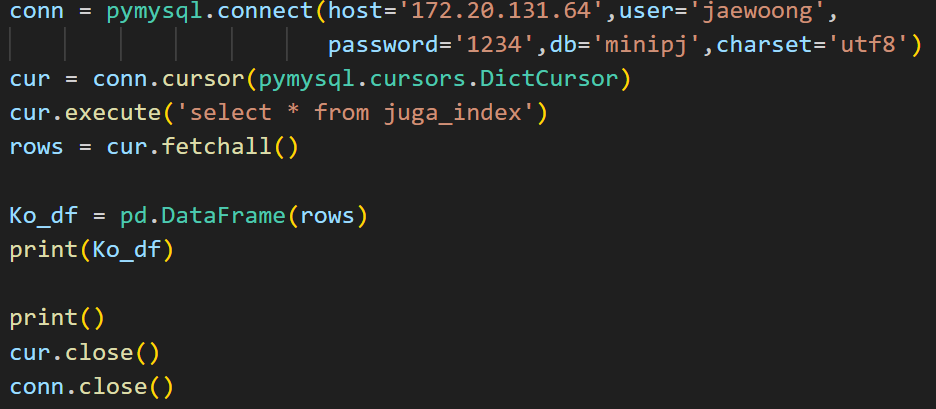 conn = pymysql.connect(host='172.20.131.64',user='jaewoong',
password='1234',db='minipj',charset='utf8')
cur = conn.cursor(pymysql.cursors.DictCursor)
cur.execute('select * from juga_index')
rows = cur.fetchall()
Ko_df = pd.DataFrame(rows)
print(Ko_df)
print()
cur.close()
conn.close()